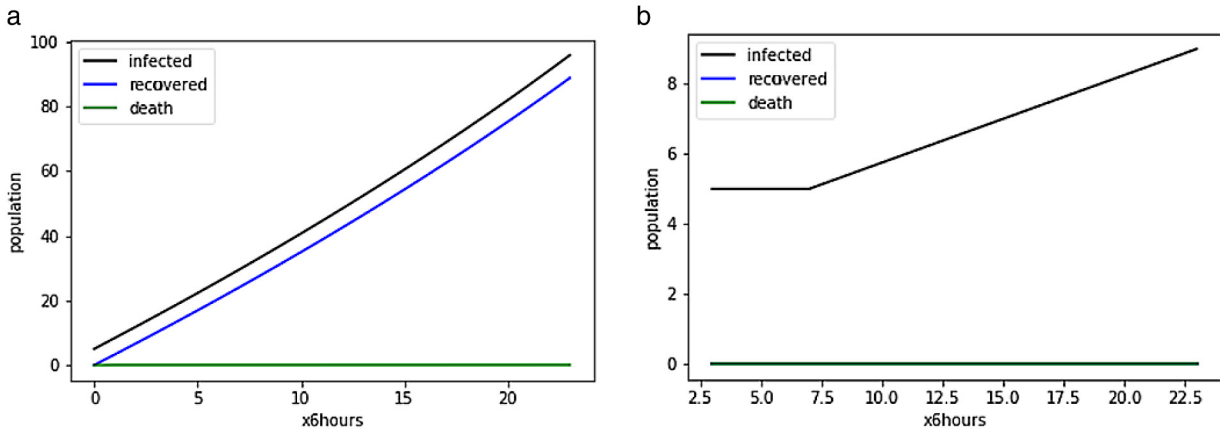 a
100
80
60
40
20
0
population
infected
recovered
death
0 5 10 15 20
x6hours
b
8
6
4
2
0
population
infected
recovered
death
2.5 5.0 7.5 10.0 12.5 15.0 17.5 20.0 22.5
x6hours